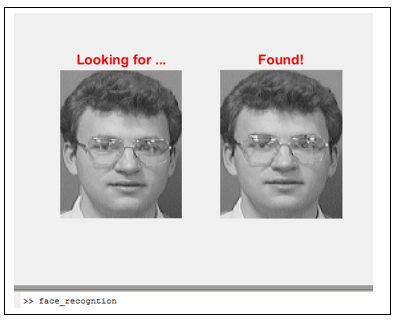 Looking for ...
Found!
>> face_recogntion